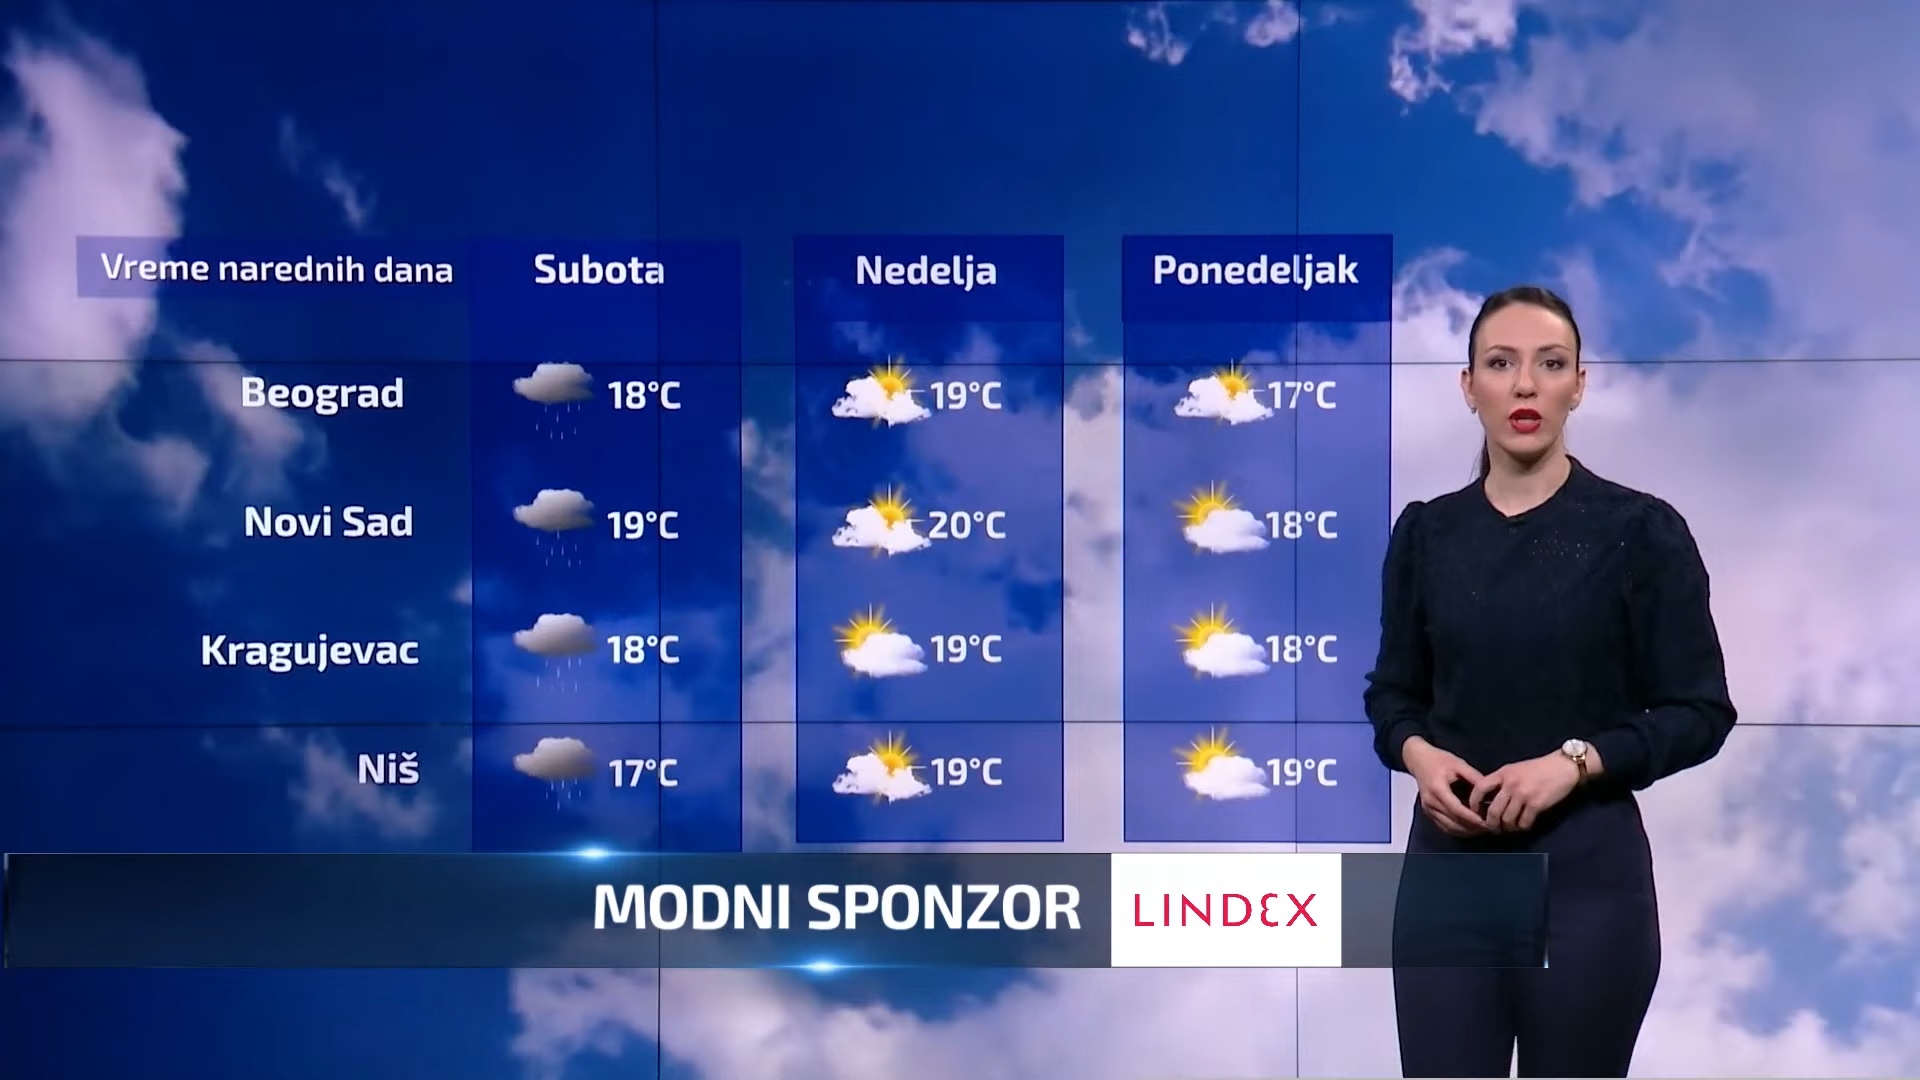 Vreme narednih dana Subota Nedelja Ponedeljak
Beograd 18°C 19°C 17°C
Novi Sad 19°C 20°C 18°C
Kragujevac 18°C 19°C 18°C
Niš 17°C 19°C 19°C
MODNI SPONZOR LINDEX